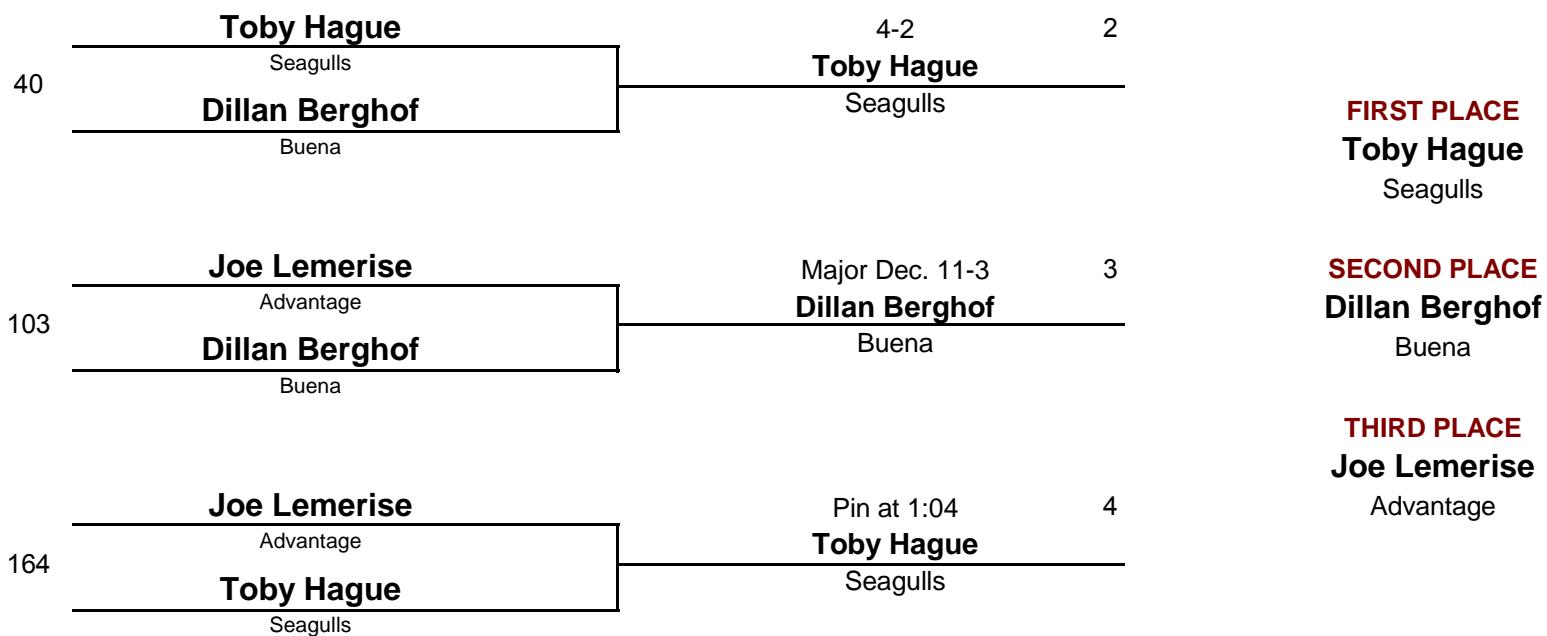 Toby Hague
Seagulls
40
Dillan Berghof
Buena
4-2
2
Toby Hague
Seagulls
Joe Lemerise
Advantage
103
Dillan Berghof
Buena
Major Dec. 11-3
3
Dillan Berghof
Buena
Joe Lemerise
Advantage
164
Toby Hague
Seagulls
Pin at 1:04
4
Toby Hague
Seagulls
FIRST PLACE
Toby Hague
Seagulls
SECOND PLACE
Dillan Berghof
Buena
THIRD PLACE
Joe Lemerise
Advantage